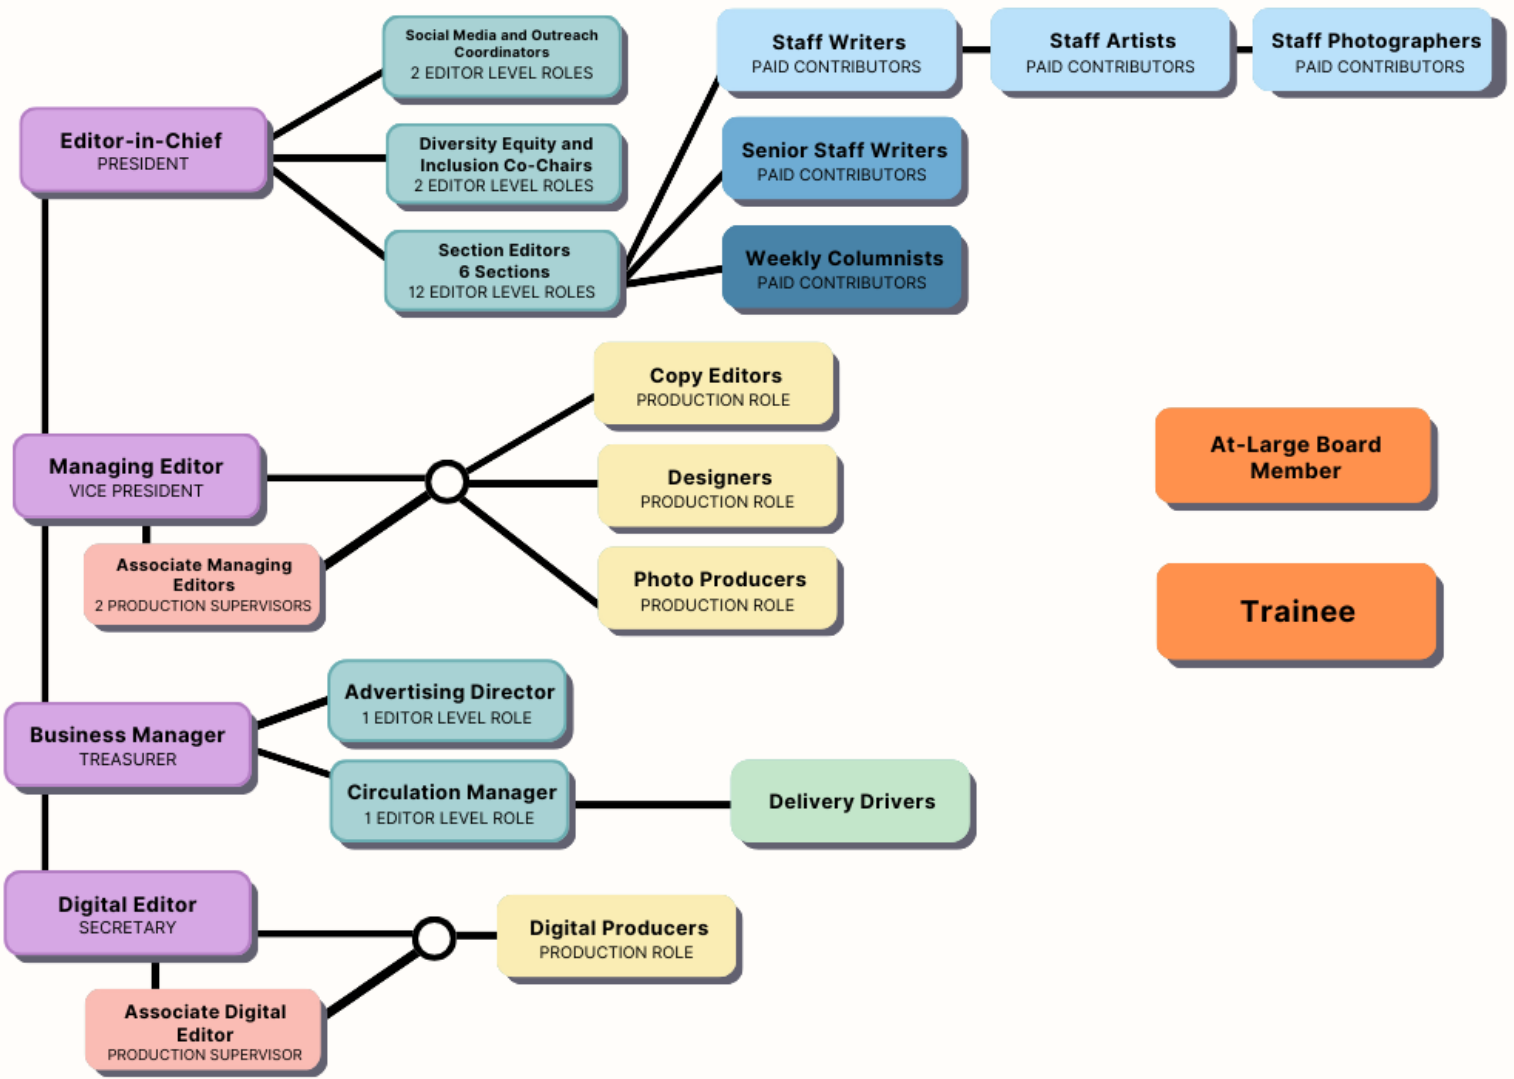 Social Media and Outreach
Coordinators
2 EDITOR LEVEL ROLES
Staff Writers
PAID CONTRIBUTORS
Staff Artists
PAID CONTRIBUTORS
Staff Photographers
PAID CONTRIBUTORS
Editor-in-Chief
PRESIDENT
Diversity Equity and
Inclusion Co-Chairs
2 EDITOR LEVEL ROLES
Senior Staff Writers
PAID CONTRIBUTORS
Section Editors
6 Sections
12 EDITOR LEVEL ROLES
Weekly Columnists
PAID CONTRIBUTORS
Copy Editors
PRODUCTION ROLE
Managing Editor
VICE PRESIDENT
Designers
PRODUCTION ROLE
At-Large Board
Member
Associate Managing
Editors
2 PRODUCTION SUPERVISORS
Photo Producers
PRODUCTION ROLE
Trainee
Advertising Director
1 EDITOR LEVEL ROLE
Business Manager
TREASURER
Circulation Manager
1 EDITOR LEVEL ROLE
Delivery Drivers
Digital Editor
SECRETARY
Digital Producers
PRODUCTION ROLE
Associate Digital
Editor
PRODUCTION SUPERVISOR